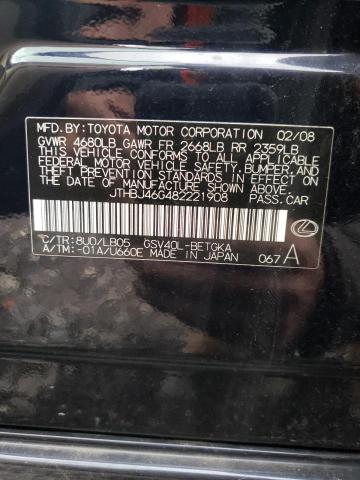 MFD. BY: TOYOTA MOTOR CORPORATION 02/08
GVWR 4680LB GAWR FR 2668LB RR 2359LB
THIS VEHICLE CONFORMS TO ALL APPLICABLE
FEDERAL MOTOR VEHICLE SAFETY, BUMPER, AND
THEFT PREVENTION STANDARDS IN EFFECT ON
THE DATE OF MANUFACTURE SHOWN ABOVE.
JTHBJ46G482221908 PASS.CAR
C/TR: 8U0/LB05 GSV40L-BETGKA
A/TM: -01A/U660E MADE IN JAPAN 067 A